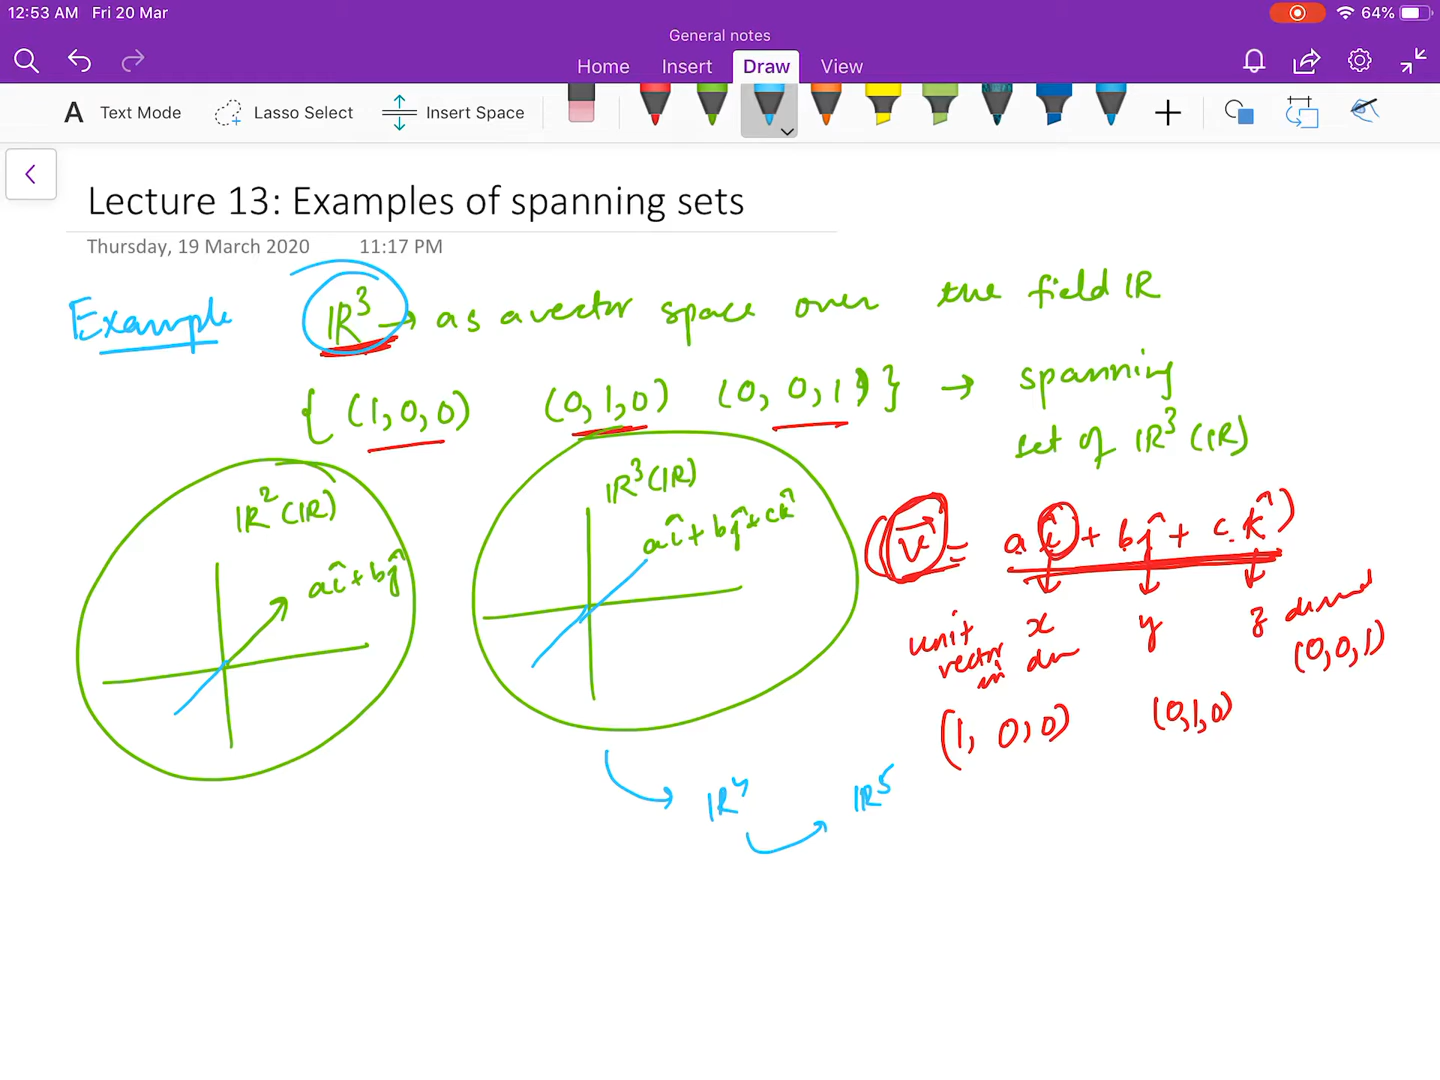 12:53 AM Fri 20 Mar 64%
General notes
Home Insert Draw View
A Text Mode Lasso Select Insert Space
Lecture 13: Examples of spanning sets
Thursday, 19 March 2020 11:17 PM
Example ℝ³ → as a vector space over the field ℝ
{ (1, 0, 0) (0, 1, 0) (0, 0, 1) } → spanning
set of ℝ³ (ℝ)
ℝ² (ℝ)
aî + bĵ
ℝ³ (ℝ)
aî + bĵ + ck̂
(v⃗ = a î + b ĵ + c k̂)
unit vector in x y z
(1, 0, 0) (0, 1, 0) (0, 0, 1)
ℝ⁴ ℝ⁵